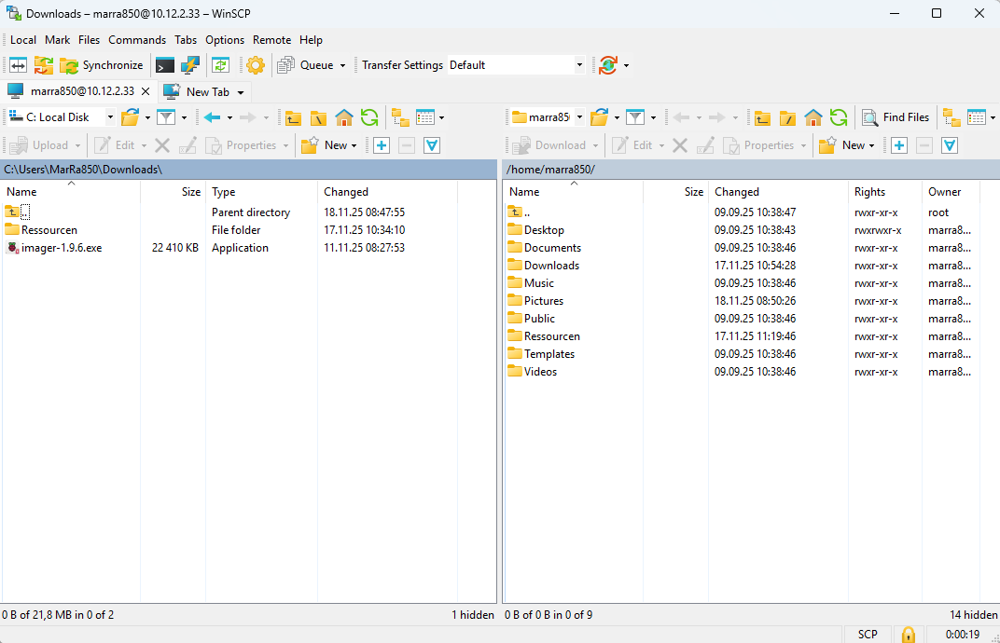 Downloads – marra850@10.12.2.33 – WinSCP
Local Mark Files Commands Tabs Options Remote Help
Synchronize Queue Transfer Settings Default
marra850@10.12.2.33 New Tab
C: Local Disk marra850 Find Files
Upload Edit Properties New Download Edit Properties New
C:\Users\MarRa850\Downloads\ /home/marra850/
Name Size Type Changed
.. Parent directory 18.11.25 08:47:55
Ressourcen File folder 17.11.25 10:34:10
imager-1.9.6.exe 22 410 KB Application 11.11.25 08:27:53
Name Size Changed Rights Owner
.. 09.09.25 10:38:47 rwxr-xr-x root
Desktop 09.09.25 10:38:43 rwxrwxr-x marra8...
Documents 09.09.25 10:38:46 rwxr-xr-x marra8...
Downloads 17.11.25 10:54:28 rwxr-xr-x marra8...
Music 09.09.25 10:38:46 rwxr-xr-x marra8...
Pictures 18.11.25 08:50:26 rwxr-xr-x marra8...
Public 09.09.25 10:38:46 rwxr-xr-x marra8...
Ressourcen 17.11.25 11:19:46 rwxr-xr-x marra8...
Templates 09.09.25 10:38:46 rwxr-xr-x marra8...
Videos 09.09.25 10:38:46 rwxr-xr-x marra8...
0 B of 21,8 MB in 0 of 2 1 hidden
0 B of 0 B in 0 of 9 14 hidden
SCP 0:00:19